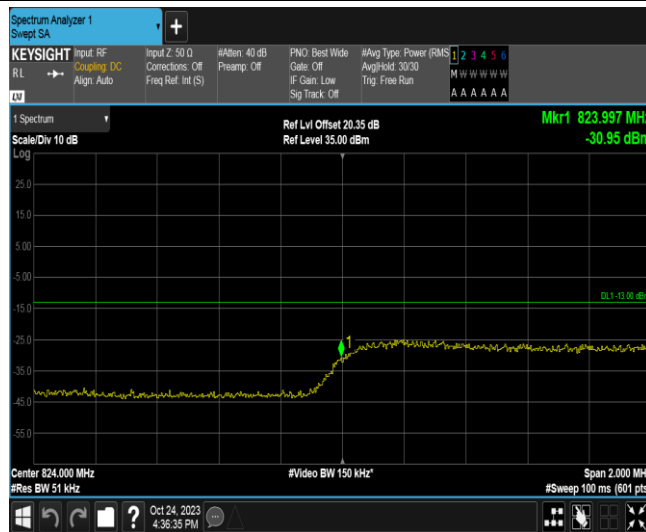 Spectrum Analyzer 1
Swept SA
+
KEYSIGHT
RL
LXI
Input: RF
Coupling: DC
Align: Auto
Input Z: 50 Ω
Corrections: Off
Freq Ref: Int (S)
#Atten: 40 dB
Preamp: Off
PNO: Best Wide
Gate: Off
IF Gain: Low
Sig Track: Off
#Avg Type: Power (RMS
Avg|Hold: 30/30
Trig: Free Run
1 2 3 4 5 6
M W W W W W
A A A A A A
1 Spectrum
Scale/Div 10 dB
Ref Lvl Offset 20.35 dB
Ref Level 35.00 dBm
Mkr1 823.997 MHz
-30.95 dBm
Log
25.0
15.0
5.00
-5.00
-15.0
-25.0
-35.0
-45.0
-55.0
DL1 -13.00 dBm
1
Center 824.000 MHz
#Res BW 51 kHz
#Video BW 150 kHz*
Span 2.000 MH
#Sweep 100 ms (601 pts
?
Oct 24, 2023
4:36:35 PM